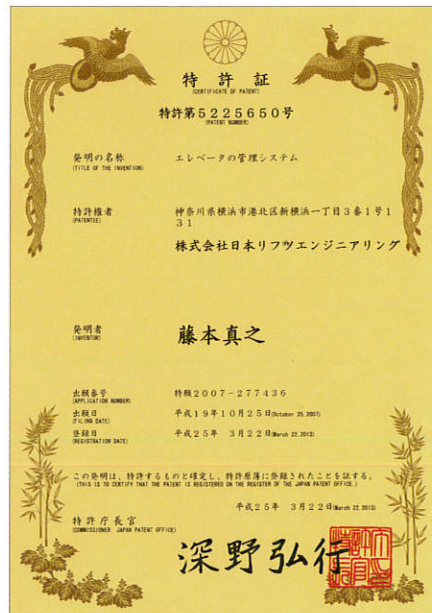 特許証
(CERTIFICATE OF PATENT)
特許第5225650号
(PATENT NUMBER)
発明の名称
(TITLE OF THE INVENTION)
エレベータの管理システム
特許権者
(PATENTEE)
神奈川県横浜市港北区新横浜一丁目3番1号1
31
株式会社日本リフツエンジニアリング
発明者
(INVENTOR)
藤本真之
出願番号
(APPLICATION NUMBER)
特願2007-277436
出願日
(FILING DATE)
平成19年10月25日(October 25, 2007)
登録日
(REGISTRATION DATE)
平成25年 3月22日(March 22, 2013)
この発明は、特許するものと確定し、特許原簿に登録されたことを証する。
(THIS IS TO CERTIFY THAT THE PATENT IS REGISTERED ON THE REGISTER OF THE JAPAN PATENT OFFICE.)
平成25年 3月22日(March 22, 2013)
特許庁長官
(COMMISSIONER, JAPAN PATENT OFFICE)
深野弘行